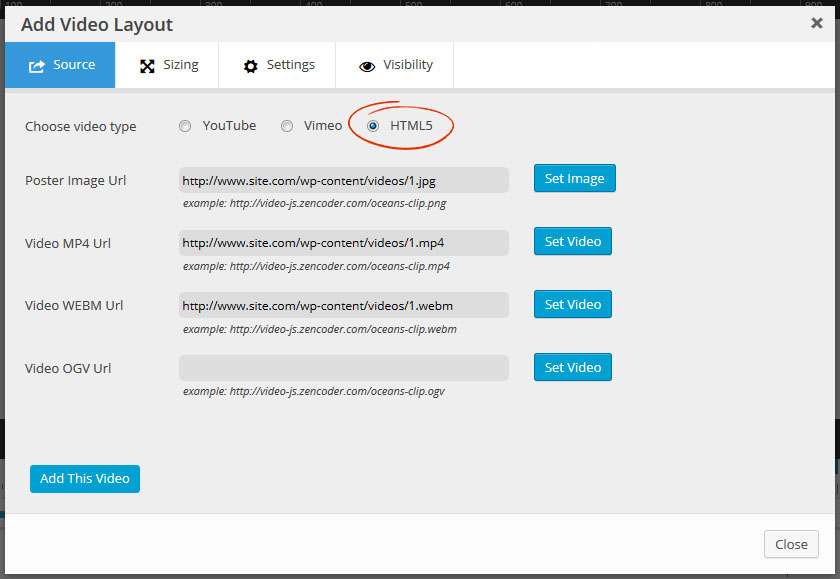 Add Video Layout
Source Sizing Settings Visibility
Choose video type YouTube Vimeo HTML5
Poster Image Url http://www.site.com/wp-content/videos/1.jpg Set Image
example: http://video-js.zencoder.com/oceans-clip.png
Video MP4 Url http://www.site.com/wp-content/videos/1.mp4 Set Video
example: http://video-js.zencoder.com/oceans-clip.mp4
Video WEBM Url http://www.site.com/wp-content/videos/1.webm Set Video
example: http://video-js.zencoder.com/oceans-clip.webm
Video OGV Url Set Video
example: http://video-js.zencoder.com/oceans-clip.ogv
Add This Video
Close